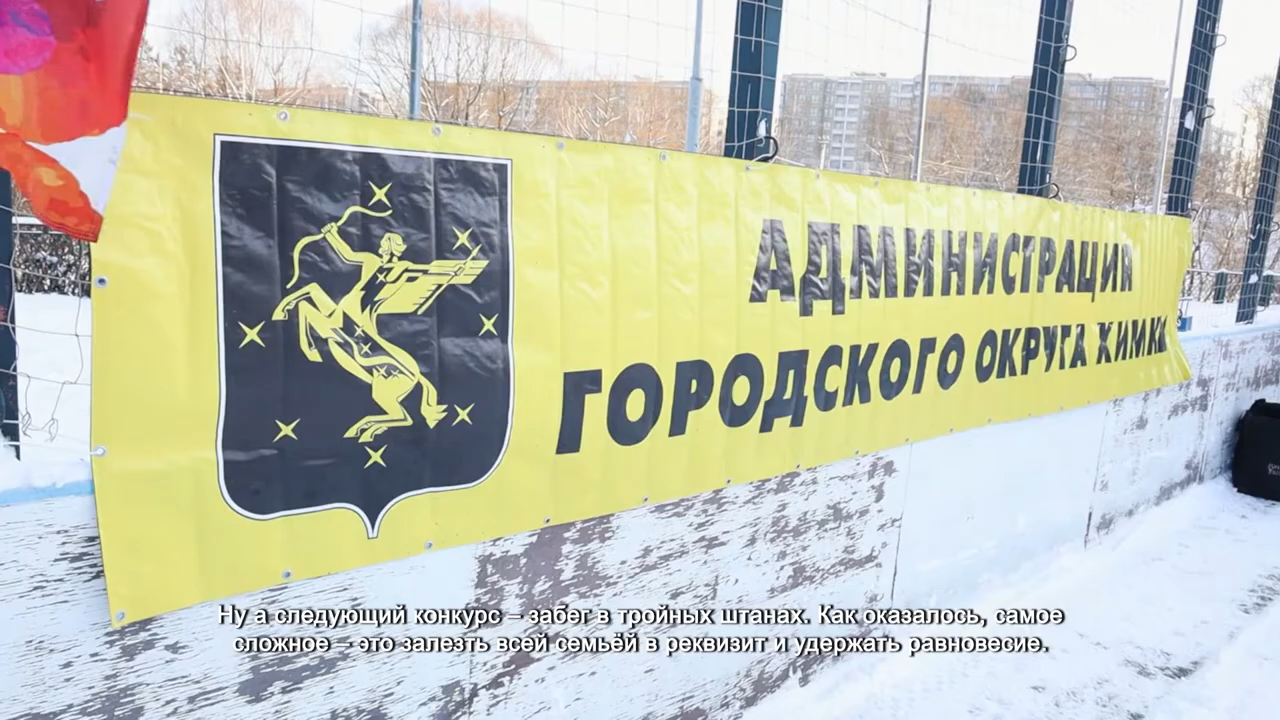 АДМИНИСТРАЦИЯ
ГОРОДСКОГО ОКРУГА ХИМКИ
Ну а следующий конкурс – забег в тройных штанах. Как оказалось, самое
сложное – это залезть всей семьёй в реквизит и удержать равновесие.